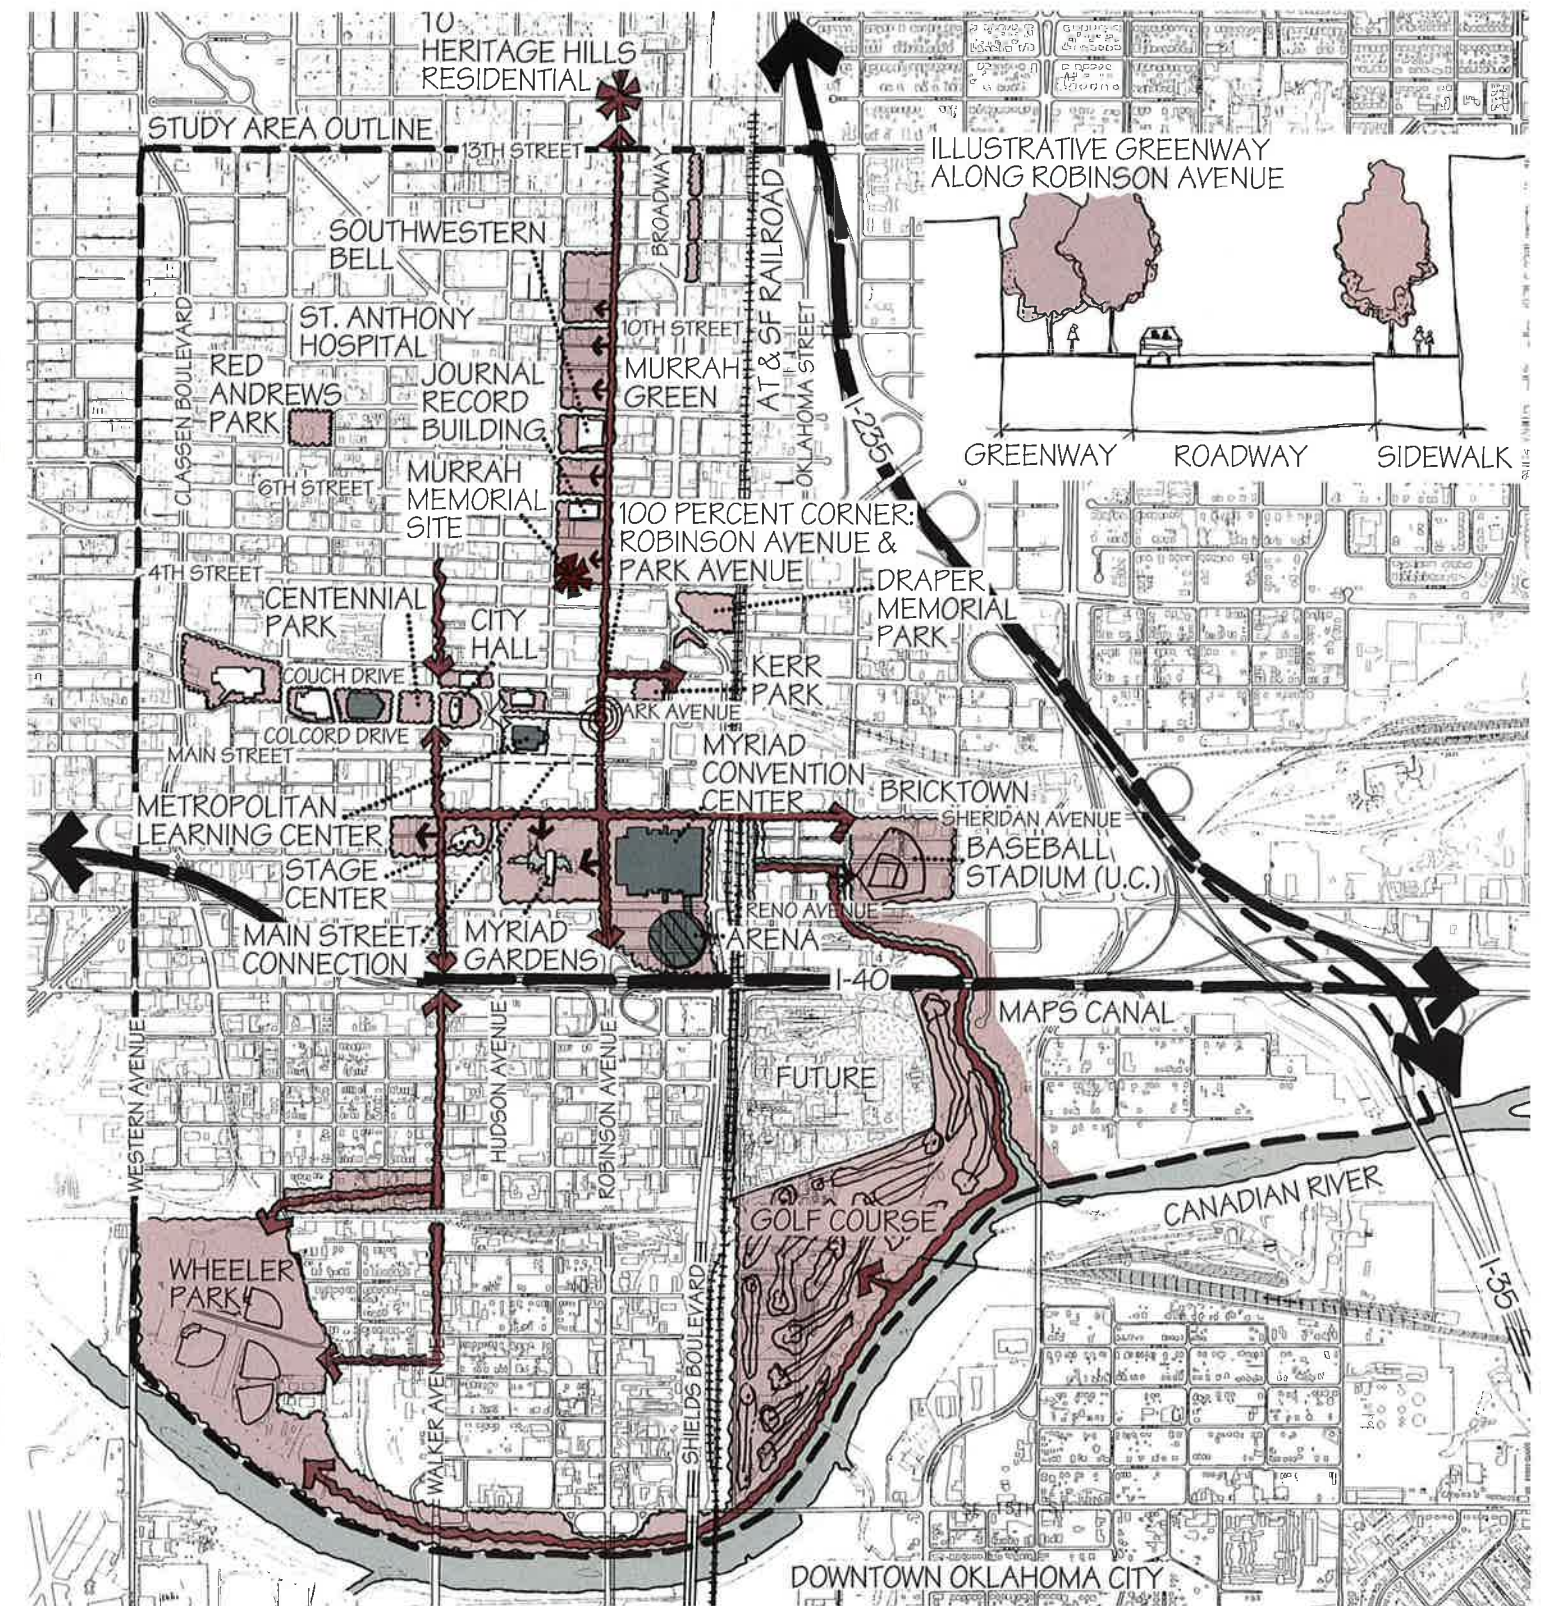 TO
HERITAGE HILLS
RESIDENTIAL
STUDY AREA OUTLINE
13TH STREET
BROADWAY
AT & SF RAILROAD
OKLAHOMA STREET
I-235
ILLUSTRATIVE GREENWAY
ALONG ROBINSON AVENUE
GREENWAY
ROADWAY
SIDEWALK
SOUTHWESTERN
BELL
ST. ANTHONY
HOSPITAL
10TH STREET
MURRAH
GREEN
CLASSEN BOULEVARD
RED
ANDREWS
PARK
JOURNAL
RECORD
BUILDING
6TH STREET
MURRAH
MEMORIAL
SITE
100 PERCENT CORNER:
ROBINSON AVENUE &
PARK AVENUE
4TH STREET
CENTENNIAL
PARK
CITY
HALL
DRAPER
MEMORIAL
PARK
COUCH DRIVE
KERR
PARK
PARK AVENUE
COLCORD DRIVE
MAIN STREET
MYRIAD
CONVENTION
CENTER
METROPOLITAN
LEARNING CENTER
BRICKTOWN
SHERIDAN AVENUE
BASEBALL
STADIUM (U.C.)
STAGE
CENTER
RENO AVENUE
MAIN STREET
CONNECTION
MYRIAD
GARDENS
ARENA
I-40
MAPS CANAL
WESTERN AVENUE
HUDSON AVENUE
ROBINSON AVENUE
FUTURE
GOLF COURSE
CANADIAN RIVER
WHEELER
PARK
I-35
WALKER AVEN
SHIELDS BOULEVARD
SE 15TH ST
DOWNTOWN OKLAHOMA CITY